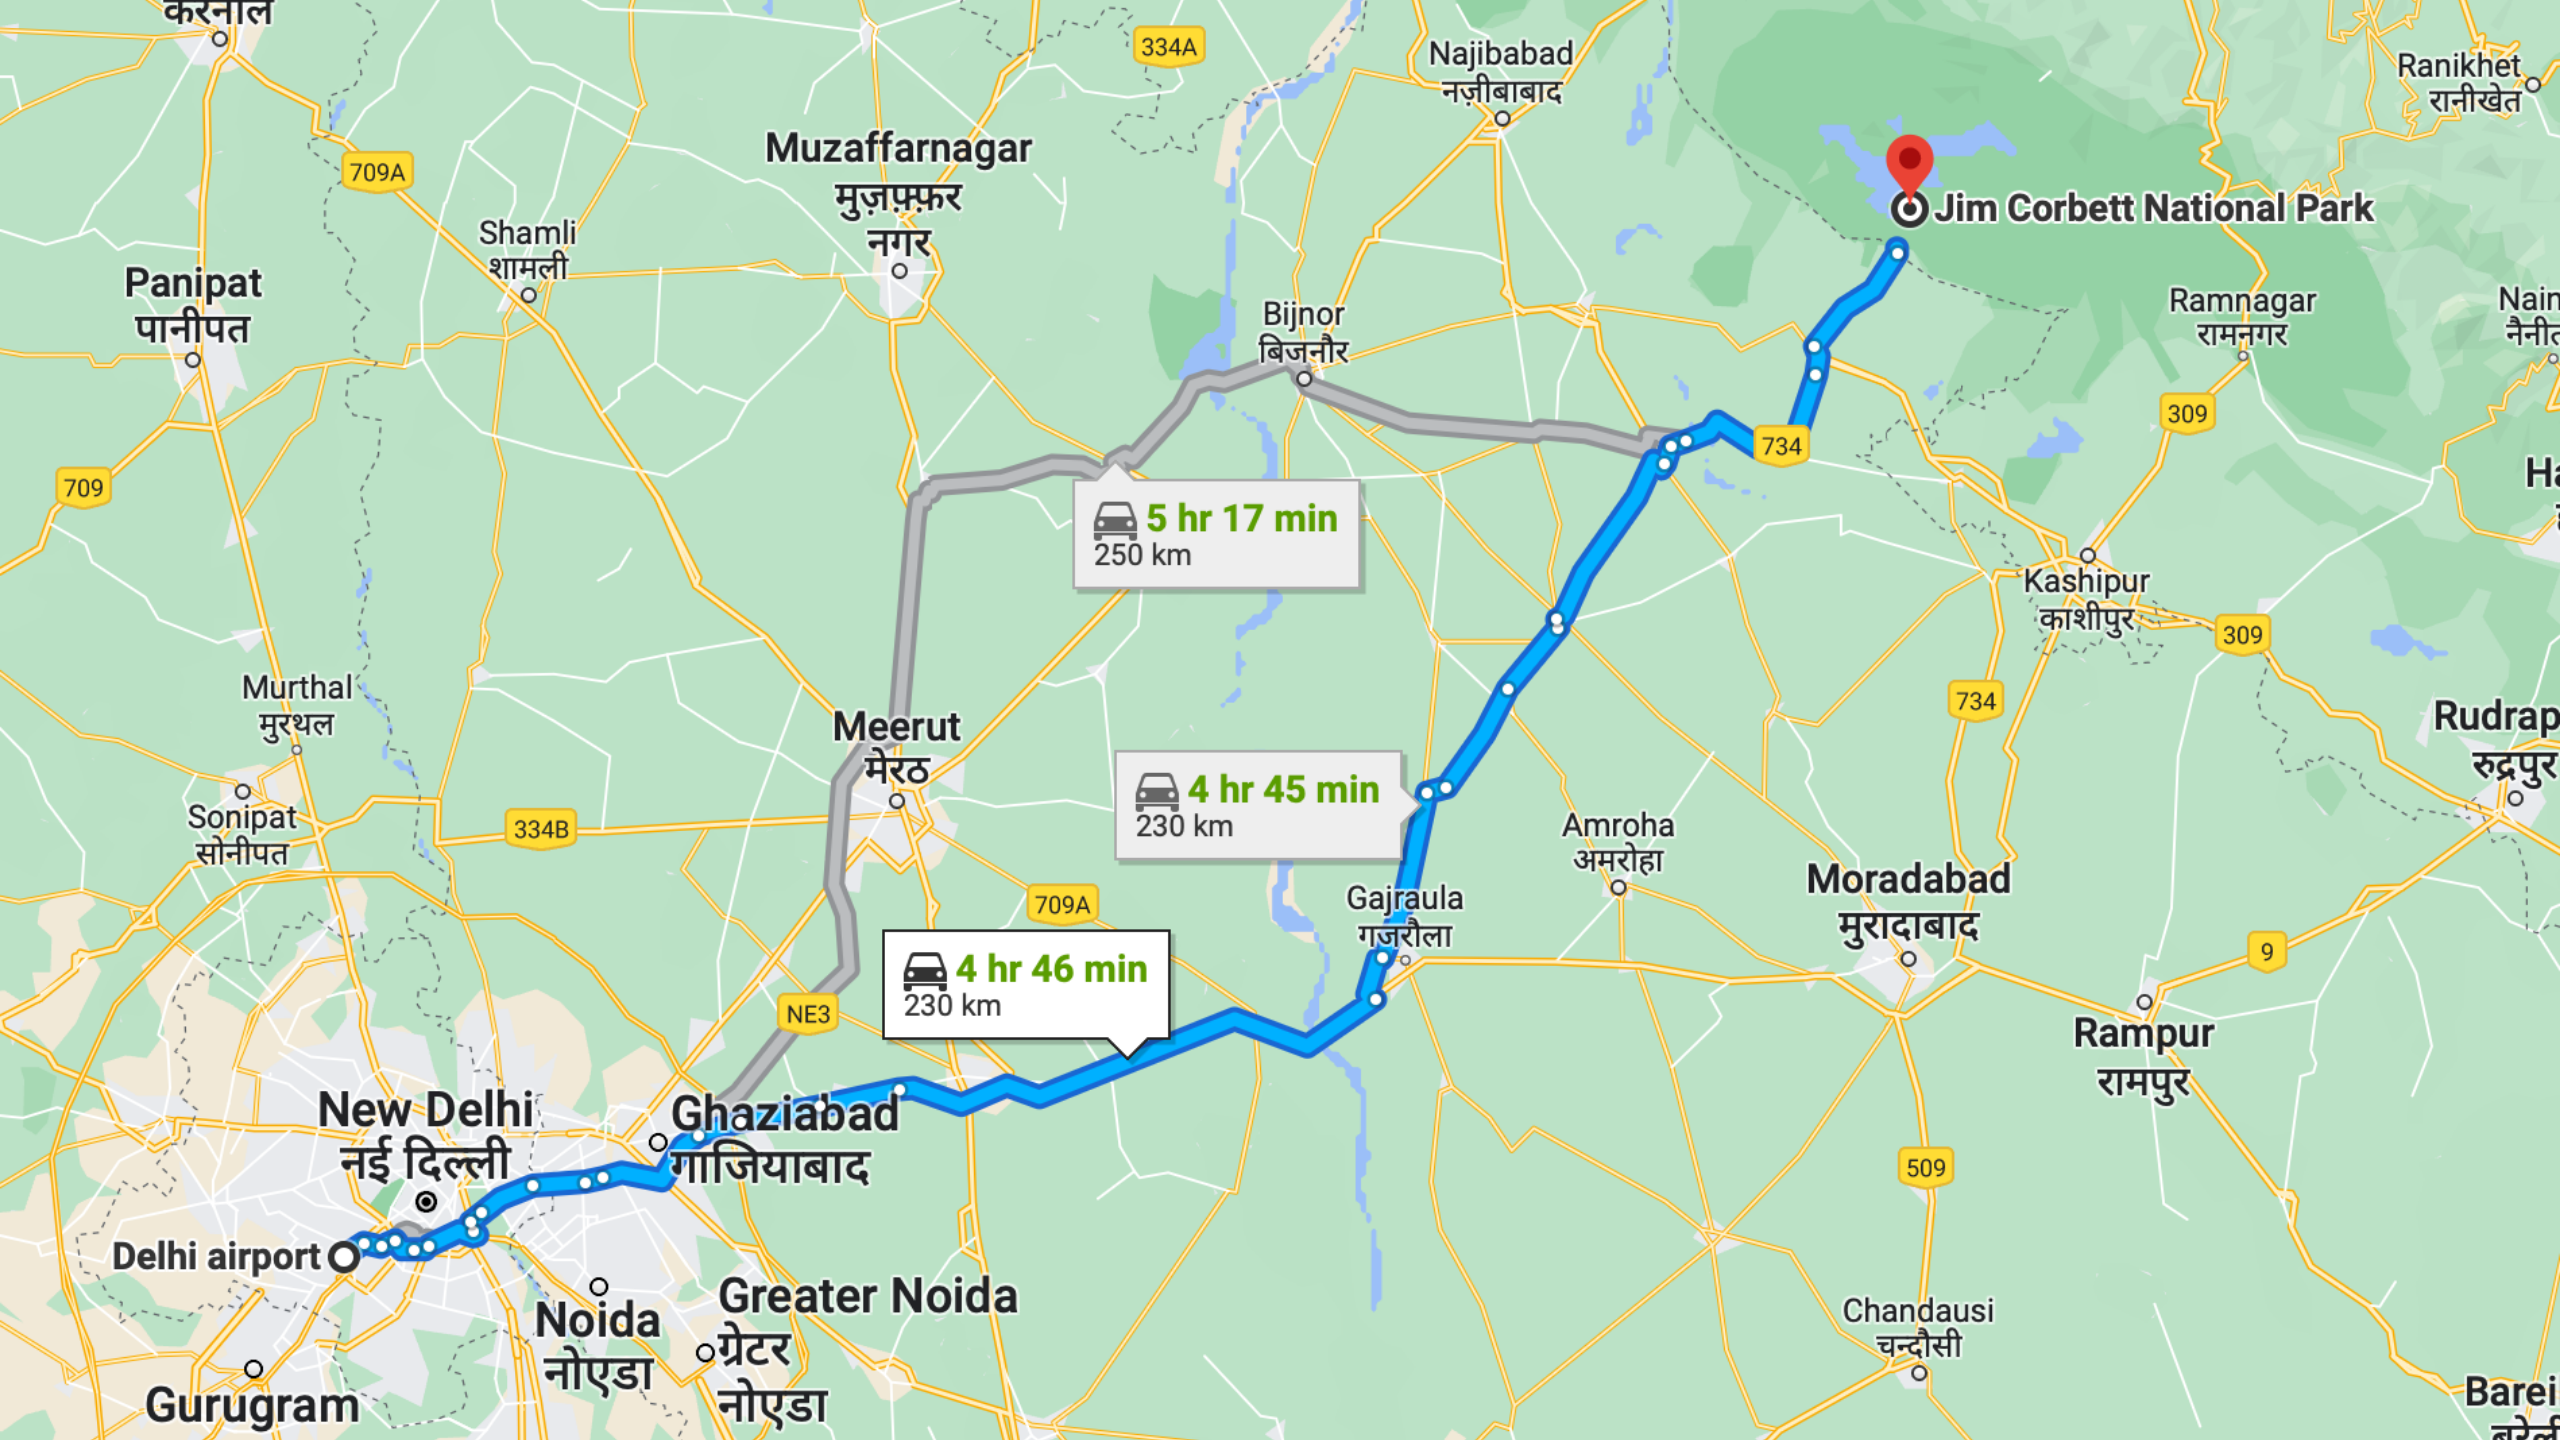 करनाल
334A
Najibabad
नज़ीबाबाद
Ranikhet
रानीखेत
709A
Muzaffarnagar
मुज़फ़्फ़र
नगर
Jim Corbett National Park
Shamli
शामली
Panipat
पानीपत
Bijnor
बिजनौर
Ramnagar
रामनगर
309
734
709
5 hr 17 min
250 km
Kashipur
काशीपुर
309
Murthal
मुरथल
734
Meerut
मेरठ
4 hr 45 min
230 km
Sonipat
सोनीपत
334B
Amroha
अमरोहा
रुद्रपुर
Moradabad
मुरादाबाद
709A
Gajraula
गजरौला
9
4 hr 46 min
230 km
NE3
Rampur
रामपुर
New Delhi
नई दिल्ली
Ghaziabad
गाजियाबाद
509
Delhi airport
Noida
नोएडा
Greater Noida
ग्रेटर
नोएडा
Chandausi
चन्दौसी
Gurugram